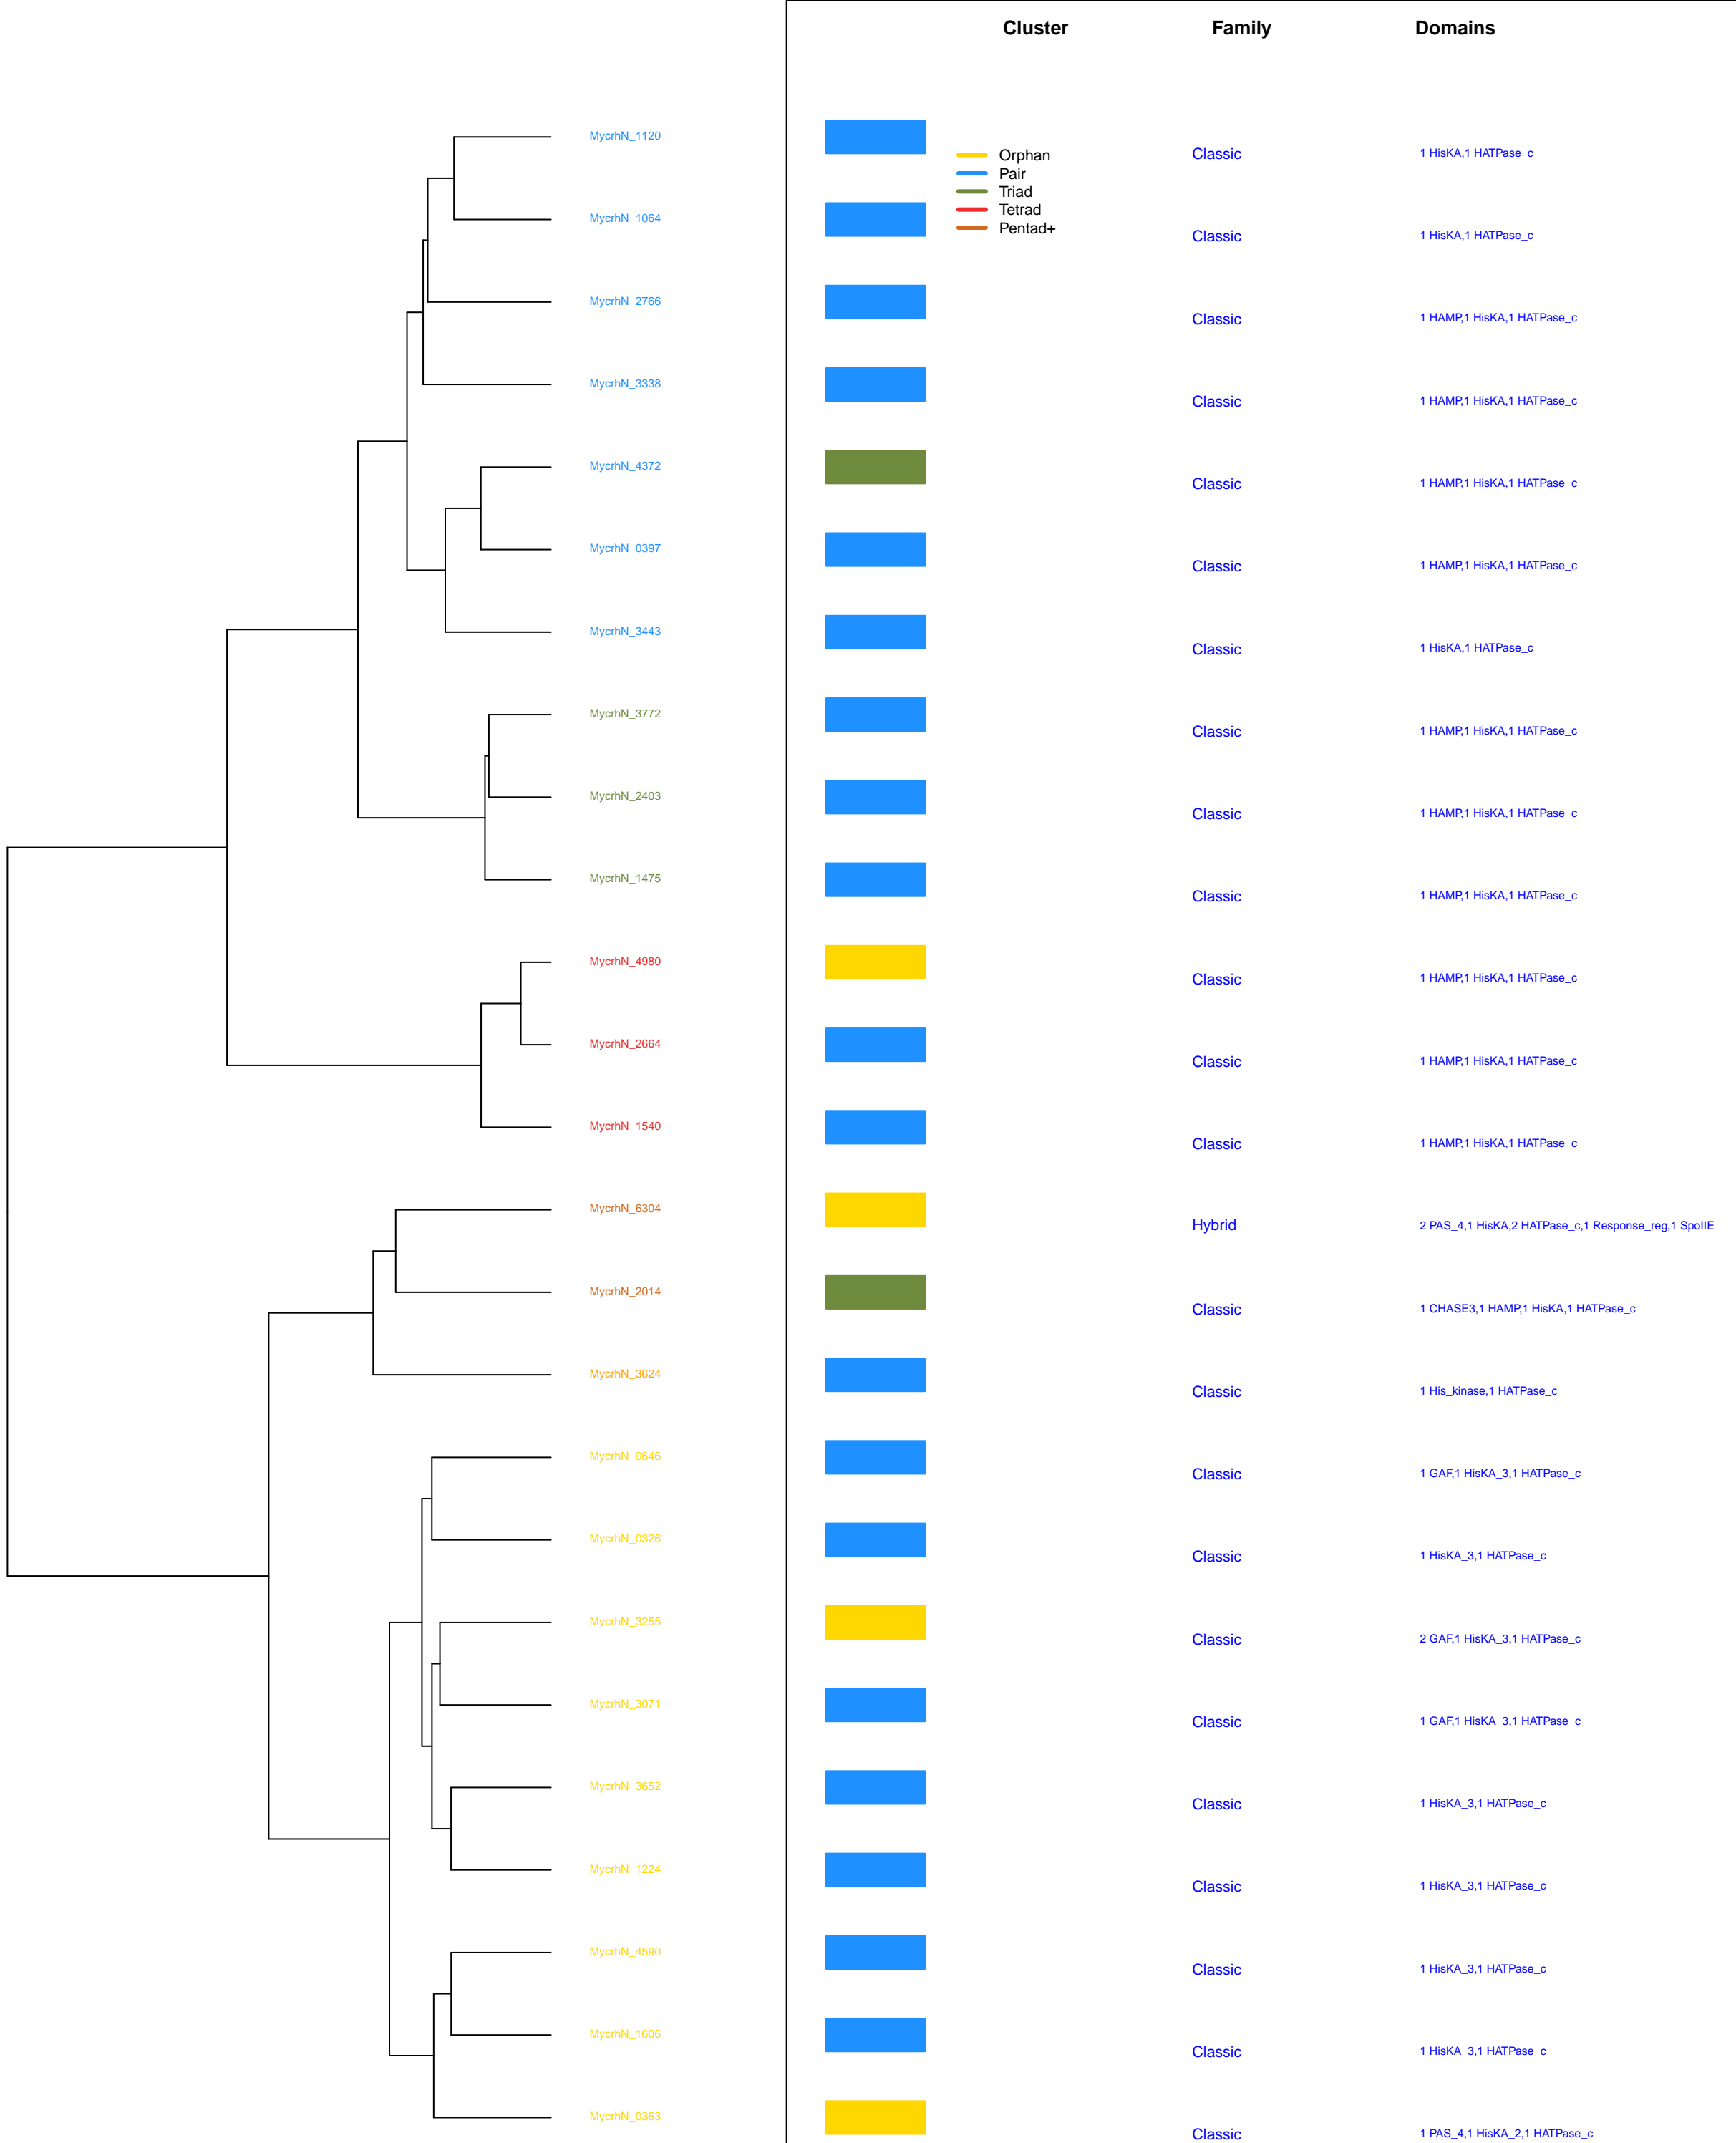 Cluster Family Domains
MycrhN_1120
Orphan
Classic 1 HisKA,1 HATPase_c
Pair
Triad
Tetrad
MycrhN_1064
Pentad+
Classic 1 HisKA,1 HATPase_c
MycrhN_2766
Classic 1 HAMP,1 HisKA,1 HATPase_c
MycrhN_3338
Classic 1 HAMP,1 HisKA,1 HATPase_c
MycrhN_4372
Classic 1 HAMP,1 HisKA,1 HATPase_c
MycrhN_0397
Classic 1 HAMP,1 HisKA,1 HATPase_c
MycrhN_3443
Classic 1 HisKA,1 HATPase_c
MycrhN_3772
Classic 1 HAMP,1 HisKA,1 HATPase_c
MycrhN_2403
Classic 1 HAMP,1 HisKA,1 HATPase_c
MycrhN_1475
Classic 1 HAMP,1 HisKA,1 HATPase_c
MycrhN_4980
Classic 1 HAMP,1 HisKA,1 HATPase_c
MycrhN_2664
Classic 1 HAMP,1 HisKA,1 HATPase_c
MycrhN_1540
Classic 1 HAMP,1 HisKA,1 HATPase_c
MycrhN_6304
Hybrid 2 PAS_4,1 HisKA,2 HATPase_c,1 Response_reg,1 SpoIIE
MycrhN_2014
Classic 1 CHASE3,1 HAMP,1 HisKA,1 HATPase_c
MycrhN_3624
Classic 1 His_kinase,1 HATPase_c
MycrhN_0646
Classic 1 GAF,1 HisKA_3,1 HATPase_c
MycrhN_0326
Classic 1 HisKA_3,1 HATPase_c
MycrhN_3255
Classic 2 GAF,1 HisKA_3,1 HATPase_c
MycrhN_3071
Classic 1 GAF,1 HisKA_3,1 HATPase_c
MycrhN_3652
Classic 1 HisKA_3,1 HATPase_c
MycrhN_1224
Classic 1 HisKA_3,1 HATPase_c
MycrhN_4590
Classic 1 HisKA_3,1 HATPase_c
MycrhN_1606
Classic 1 HisKA_3,1 HATPase_c
MycrhN_0363
Classic 1 PAS_4,1 HisKA_2,1 HATPase_c